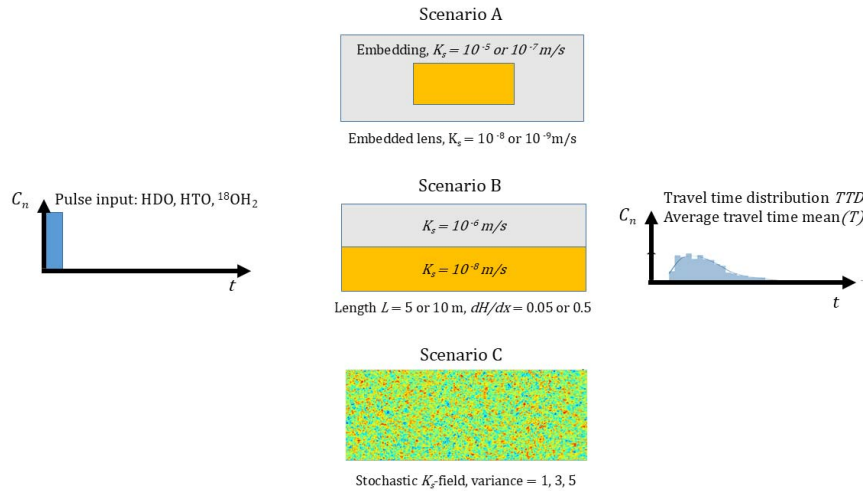 Scenario A
Embedding, Kₛ = 10⁻⁵ or 10⁻⁷ m/s
Embedded lens, Kₛ = 10⁻⁸ or 10⁻⁹m/s
Cₙ
Pulse input: HDO, HTO, ¹⁸OH₂
t
Scenario B
Kₛ = 10⁻⁶ m/s
Kₛ = 10⁻⁸ m/s
Length L = 5 or 10 m, dH/dx = 0.05 or 0.5
Travel time distribution TTD
Average travel time mean(T)
Cₙ
t
Scenario C
Stochastic Kₛ-field, variance = 1, 3, 5